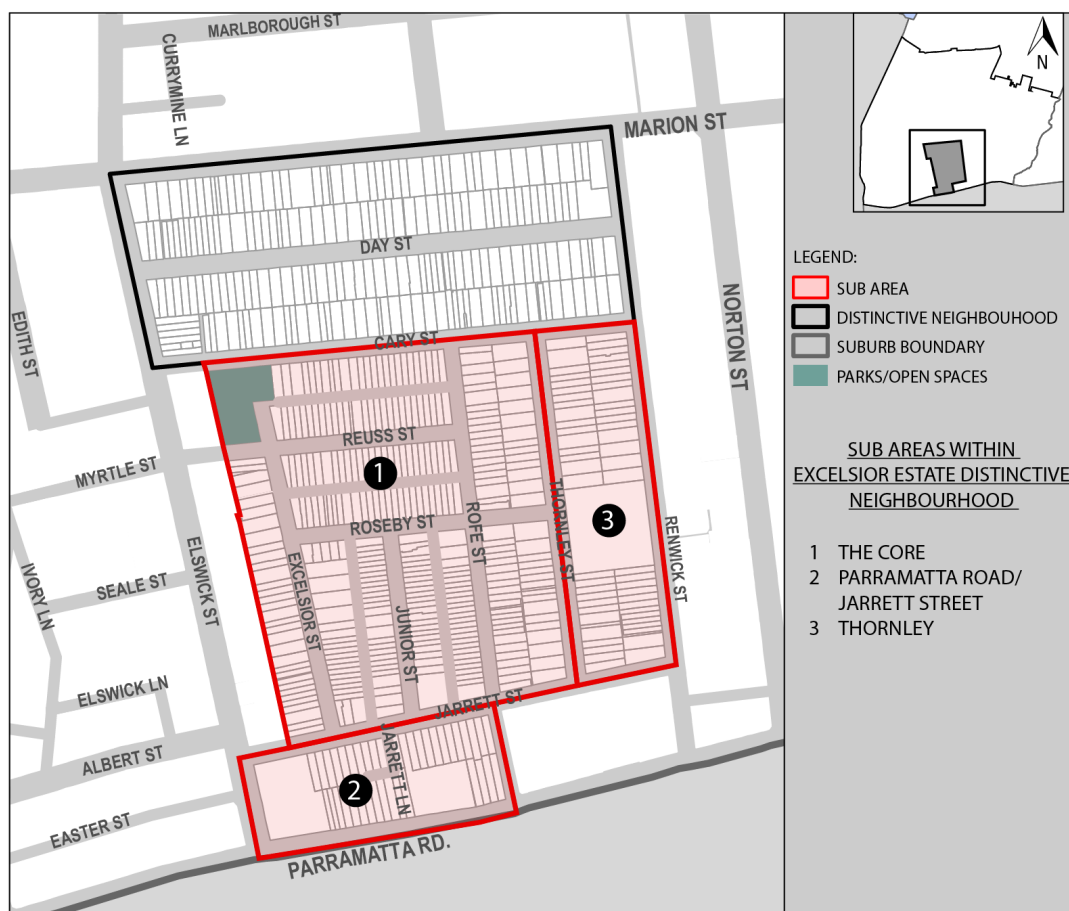 MARLBOROUGH ST
CURRYMINE LN
MARION ST
N
DAY ST
EDITH ST
NORTON ST
CARY ST
REUSS ST
1
MYRTLE ST
ROSEBY ST
ROFE ST
THORNLEY ST
3
RENWICK ST
IVORY LN
SEALE ST
ELSWICK ST
EXCELSIOR ST
JUNIOR ST
ELSWICK LN
JARRETT ST
ALBERT ST
JARRETT LN
2
EASTER ST
PARRAMATTA RD.
LEGEND:
SUB AREA
DISTINCTIVE NEIGHBOUHOOD
SUBURB BOUNDARY
PARKS/OPEN SPACES
SUB AREAS WITHIN
EXCELSIOR ESTATE DISTINCTIVE
NEIGHBOURHOOD
1 THE CORE
2 PARRAMATTA ROAD/
JARRETT STREET
3 THORNLEY